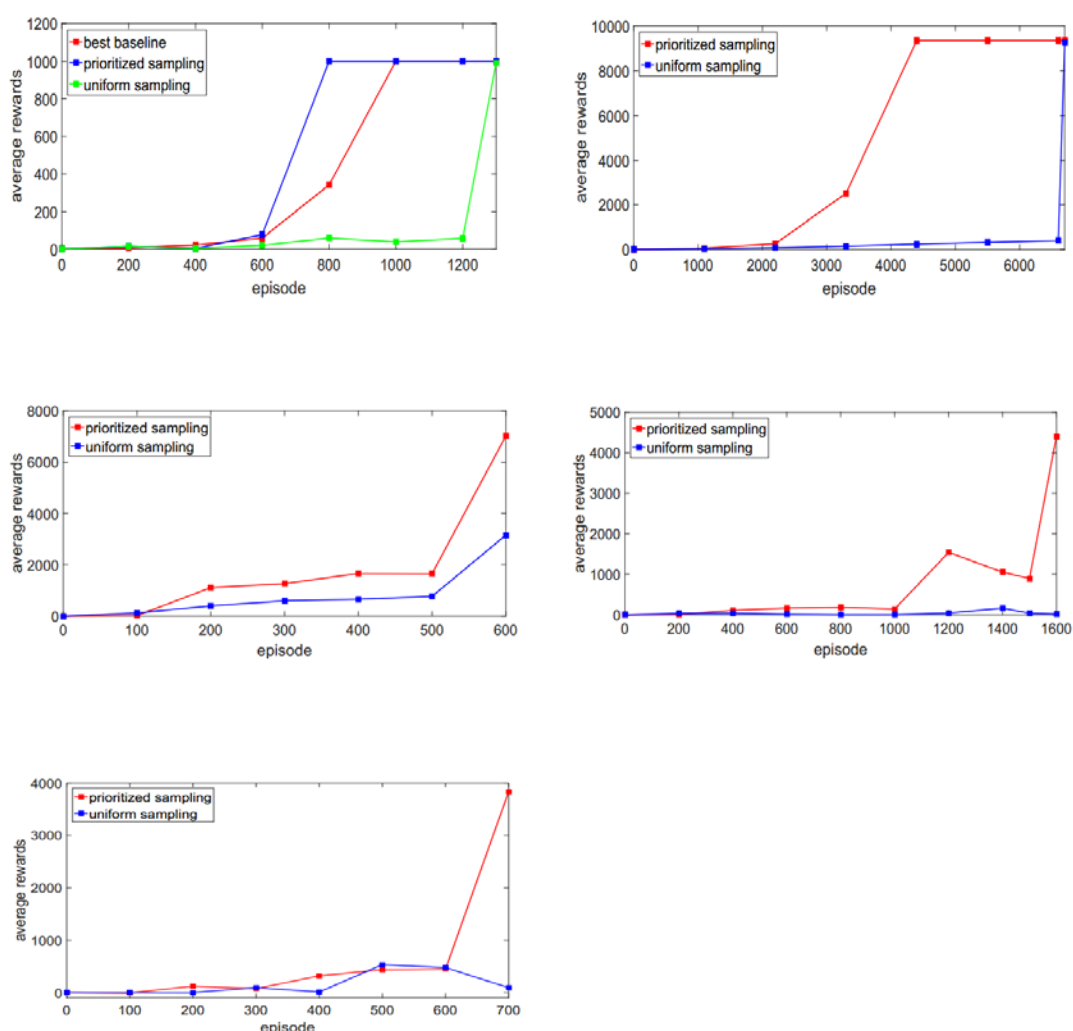 1200
1000
800
600
400
200
0
average rewards
best baseline
prioritized sampling
uniform sampling
0 200 400 600 800 1000 1200
episode
10000
8000
6000
4000
2000
0
average rewards
prioritized sampling
uniform sampling
0 1000 2000 3000 4000 5000 6000
episode
8000
6000
4000
2000
0
average rewards
prioritized sampling
uniform sampling
0 100 200 300 400 500 600
episode
5000
4000
3000
2000
1000
0
average rewards
prioritized sampling
uniform sampling
0 200 400 600 800 1000 1200 1400 1600
episode
4000
3000
2000
1000
0
average rewards
prioritized sampling
uniform sampling
0 100 200 300 400 500 600 700
episode